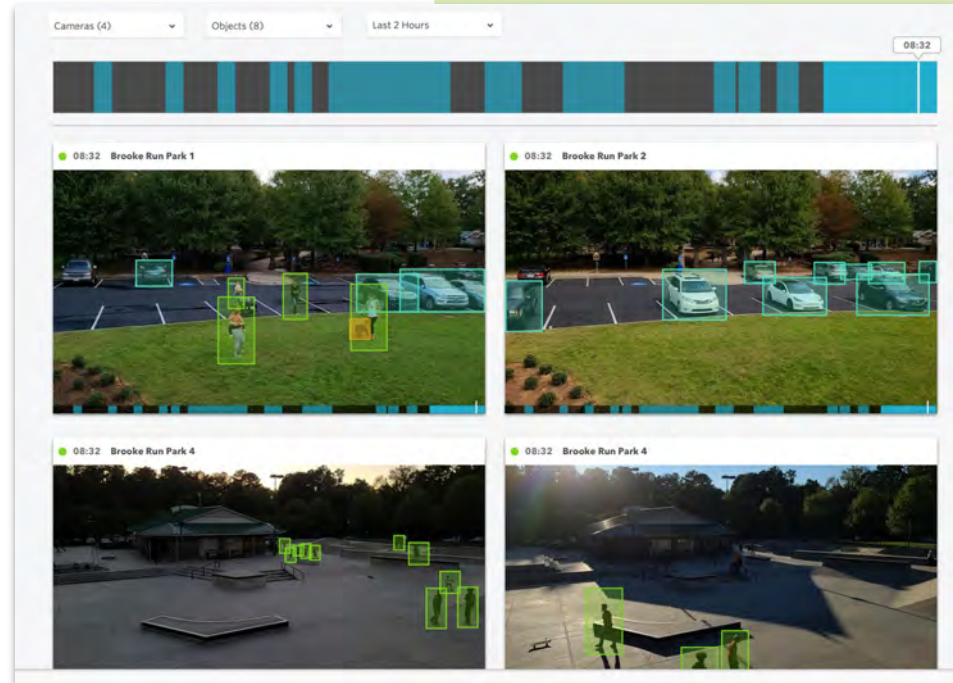 Cameras (4)
Objects (8)
Last 2 Hours
08:32
08:32 Brooke Run Park 1
08:32 Brooke Run Park 2
08:32 Brooke Run Park 4
08:32 Brooke Run Park 4